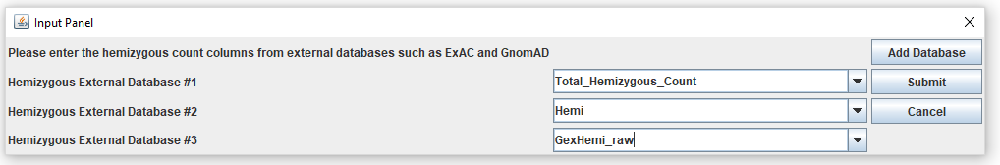 Input Panel
Please enter the hemizygous count columns from external databases such as ExAC and GnomAD
Add Database
Hemizygous External Database #1
Total_Hemizygous_Count
Submit
Hemizygous External Database #2
Hemi
Cancel
Hemizygous External Database #3
GexHemi_raw